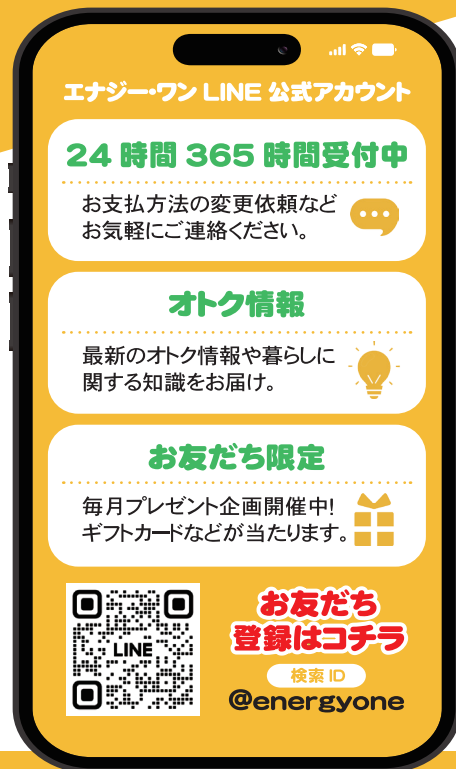 エナジー・ワン LINE 公式アカウント
24 時間 365 時間受付中
お支払方法の変更依頼など
お気軽にご連絡ください。
オトク情報
最新のオトク情報や暮らしに
関する知識をお届け。
お友だち限定
毎月プレゼント企画開催中!
ギフトカードなどが当たります。
LINE
お友だち
登録はコチラ
検索 ID
@energyone